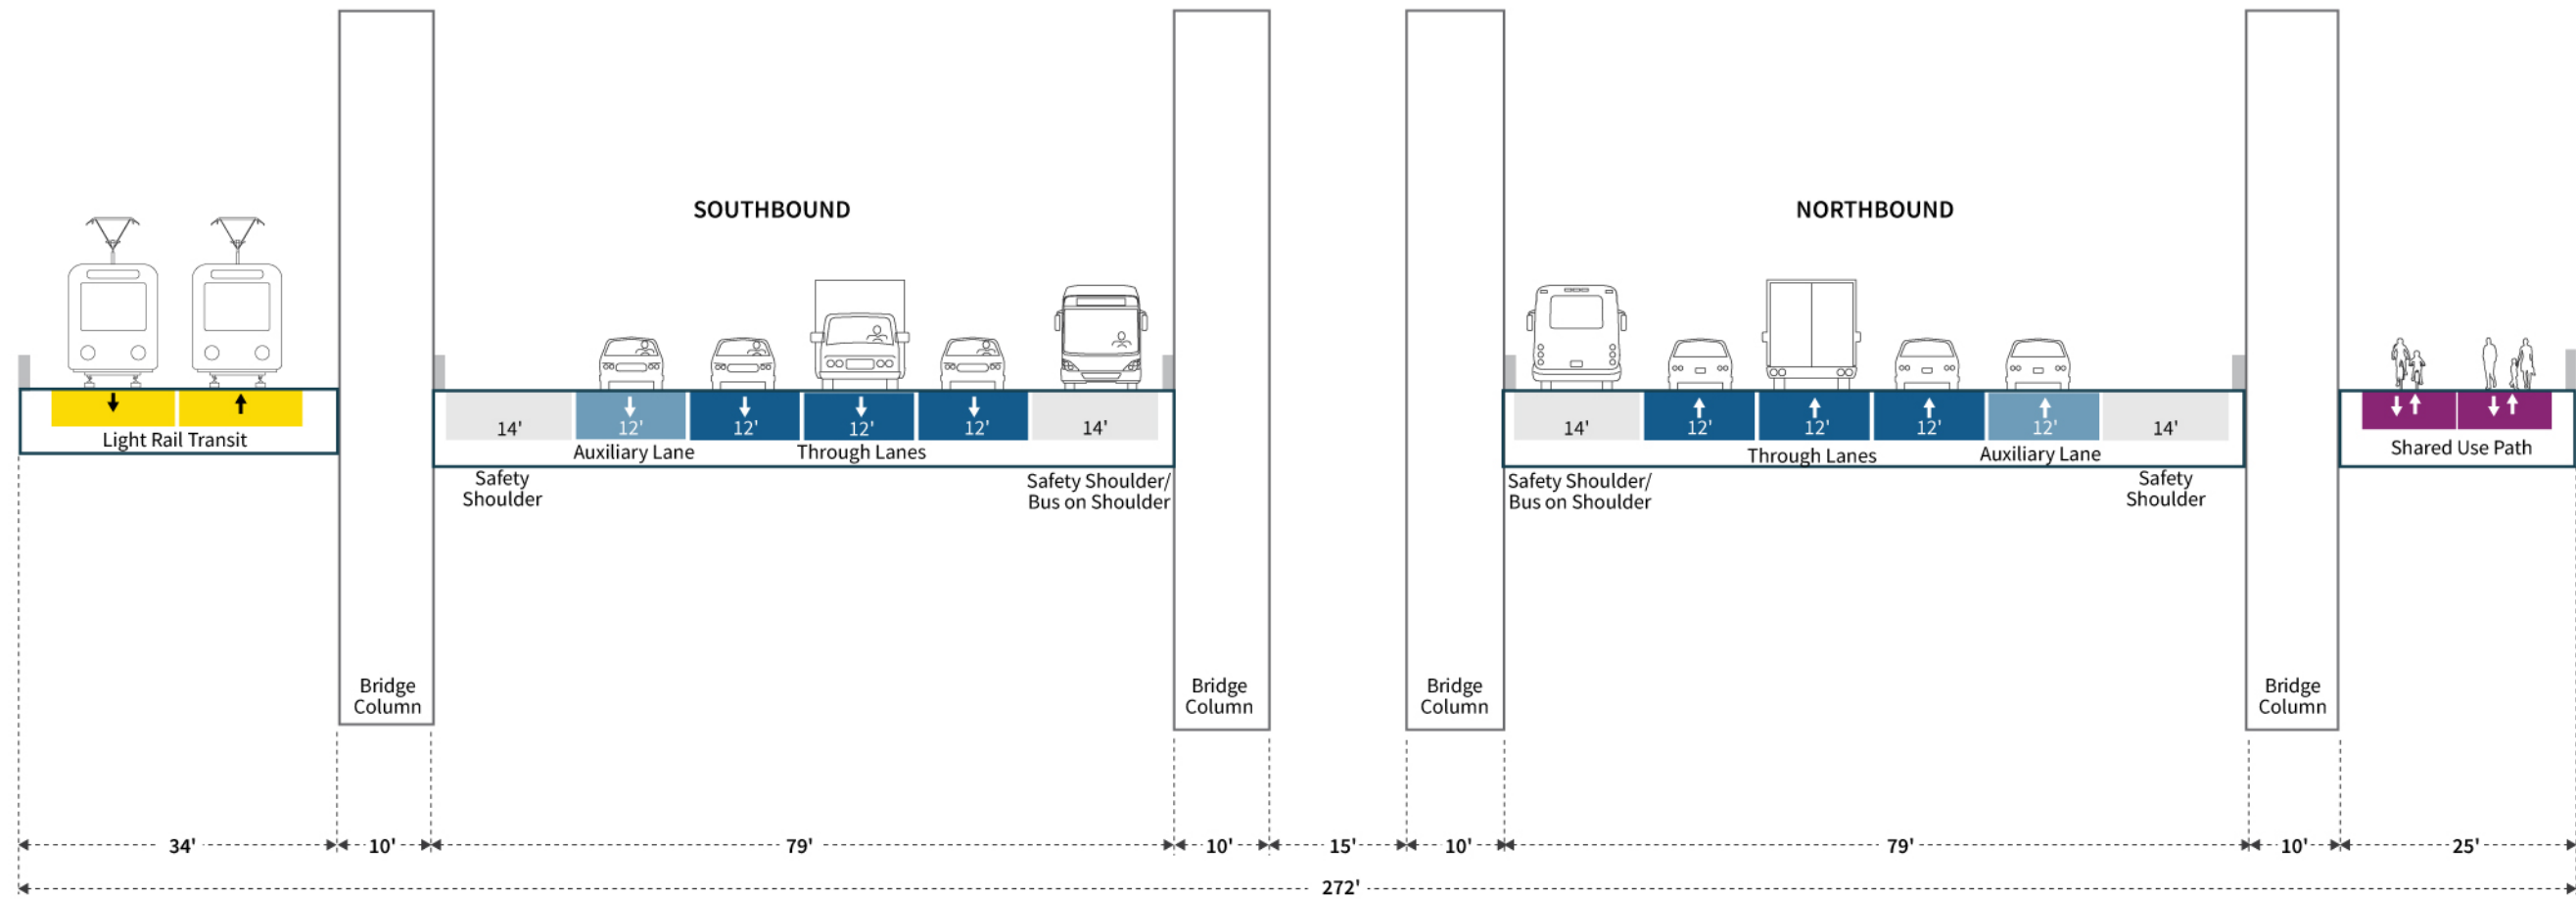 SOUTHBOUND
NORTHBOUND
14'
12'
12'
12'
12'
14'
14'
12'
12'
12'
12'
14'
Light Rail Transit
Auxiliary Lane
Through Lanes
Through Lanes
Auxiliary Lane
Shared Use Path
Safety
Shoulder
Safety Shoulder/
Bus on Shoulder
Safety Shoulder/
Bus on Shoulder
Safety
Shoulder
Bridge
Column
Bridge
Column
Bridge
Column
Bridge
Column
34'
10'
79'
10'
15'
10'
79'
10'
25'
272'